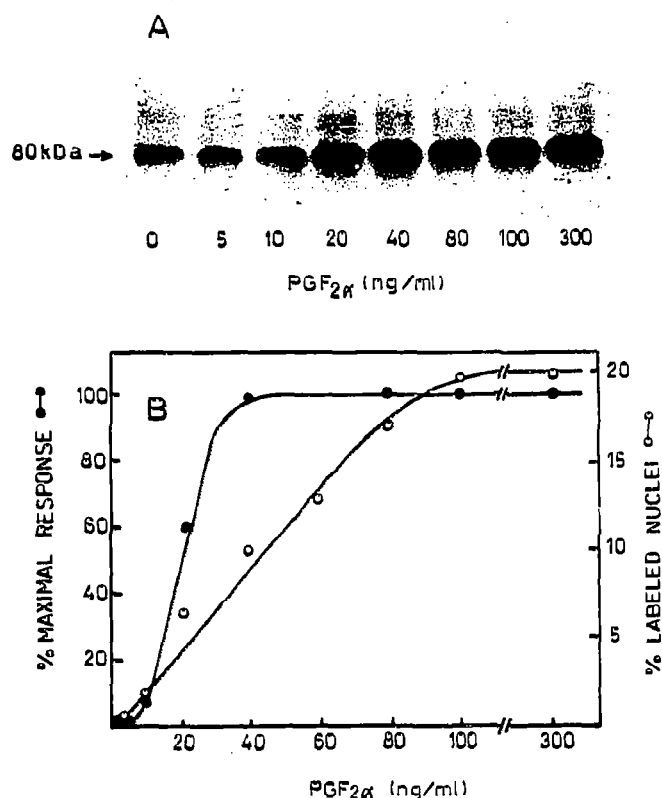 A
80kDa →
0 5 10 20 40 80 100 300
PGF2α (ng/ml)
B
% MAXIMAL RESPONSE
100
80
60
40
20
% LABELED NUCLEI
20
15
10
5
20 40 60 80 100 300
PGF2α (ng/ml)